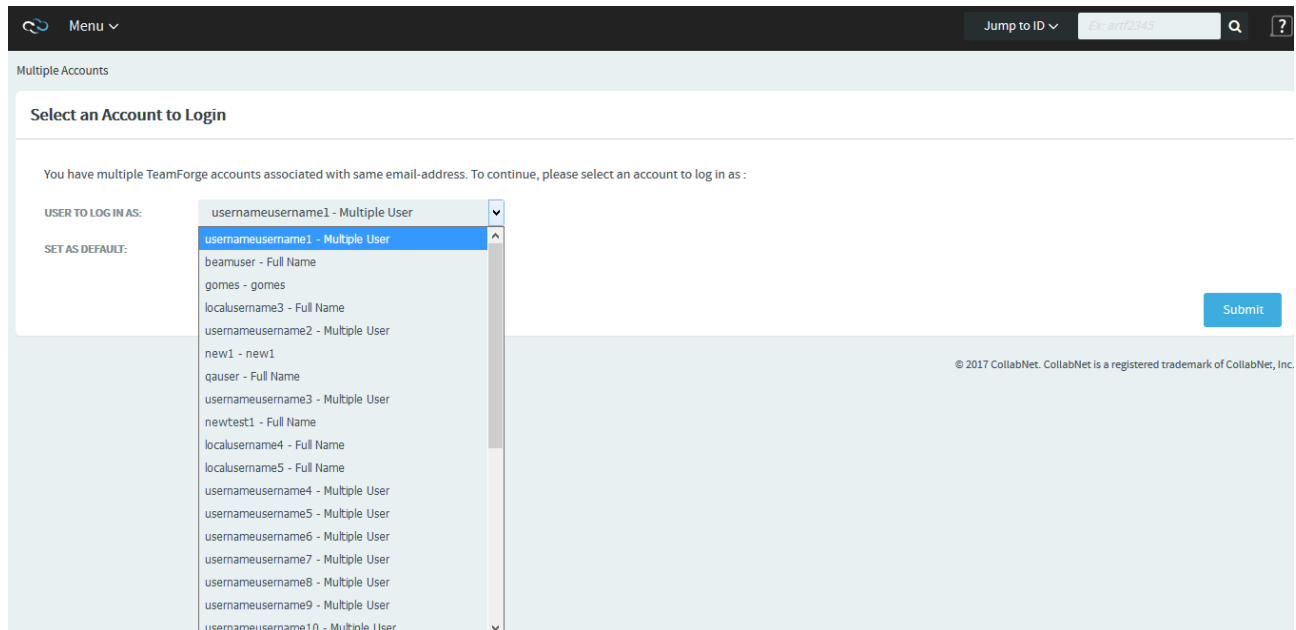 Menu Jump to ID Ex: artf2345 ?
Multiple Accounts
Select an Account to Login
You have multiple TeamForge accounts associated with same email-address. To continue, please select an account to log in as :
USER TO LOG IN AS: usernameusername1 - Multiple User
usernameusername1 - Multiple User
SET AS DEFAULT:
beamuser - Full Name
gomes - gomes
localusername3 - Full Name
Submit
usernameusername2 - Multiple User
new1 - new1
© 2017 CollabNet. CollabNet is a registered trademark of CollabNet, Inc.
qauser - Full Name
usernameusername3 - Multiple User
newtest1 - Full Name
localusername4 - Full Name
localusername5 - Full Name
usernameusername4 - Multiple User
usernameusername5 - Multiple User
usernameusername6 - Multiple User
usernameusername7 - Multiple User
usernameusername8 - Multiple User
usernameusername9 - Multiple User
usernameusername10 - Multiple User